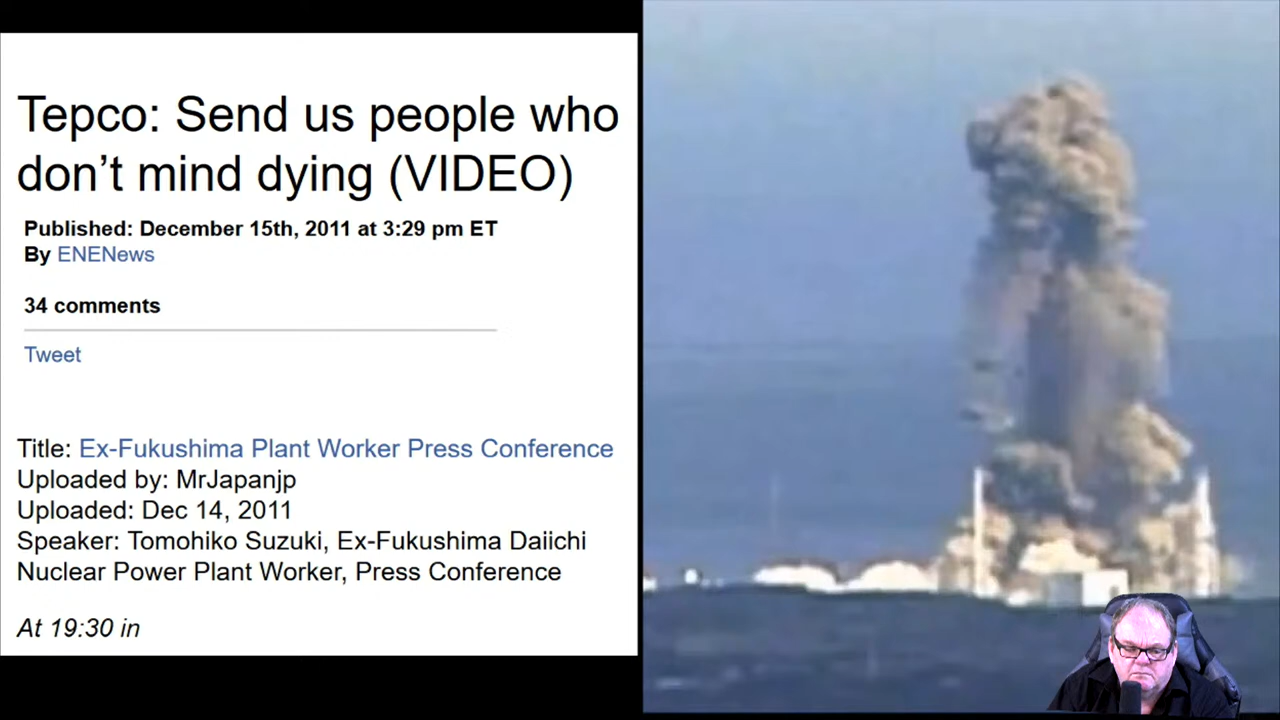 Tepco: Send us people who
don’t mind dying (VIDEO)
Published: December 15th, 2011 at 3:29 pm ET
By ENENews
34 comments
Tweet
Title: Ex-Fukushima Plant Worker Press Conference
Uploaded by: MrJapanjp
Uploaded: Dec 14, 2011
Speaker: Tomohiko Suzuki, Ex-Fukushima Daiichi
Nuclear Power Plant Worker, Press Conference
At 19:30 in